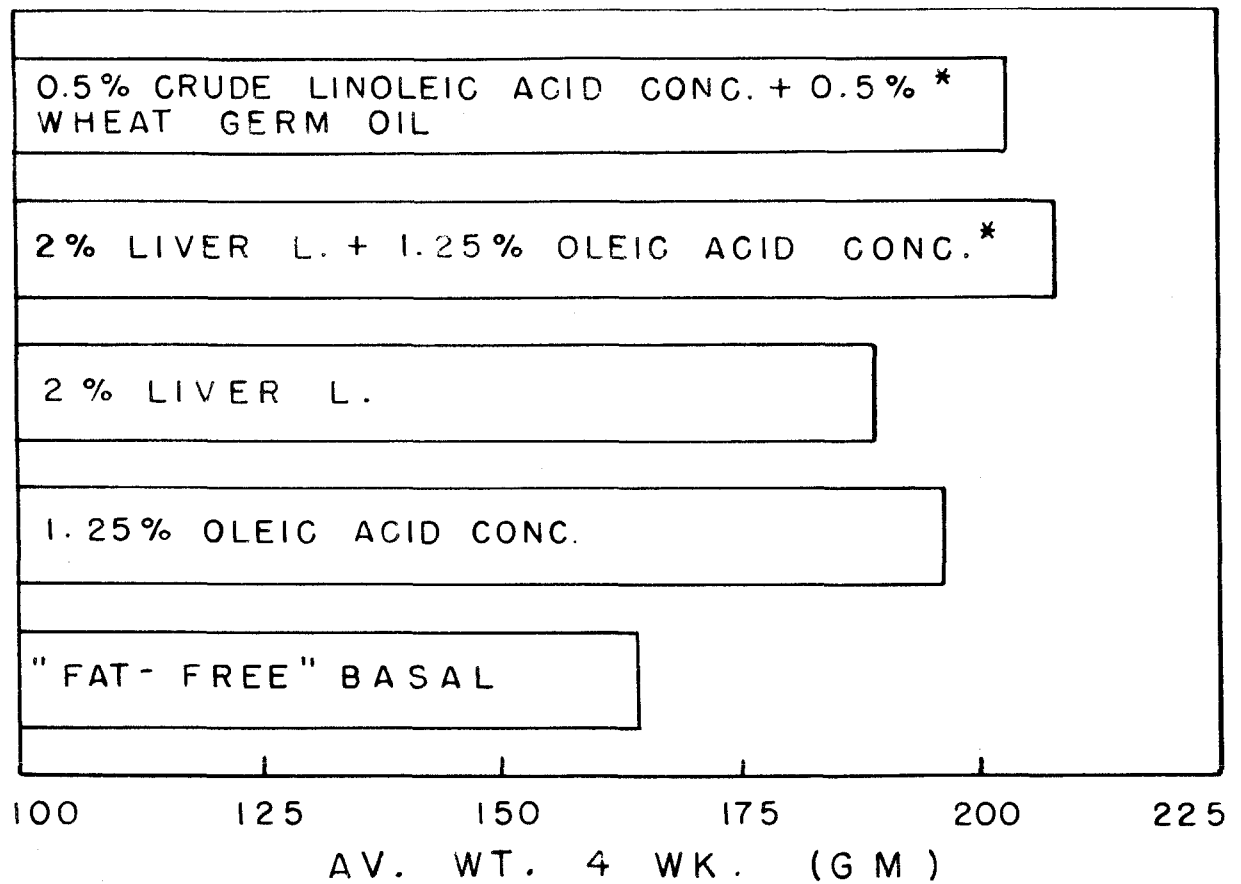 0.5% CRUDE LINOLEIC ACID CONC. + 0.5% *
WHEAT GERM OIL
2% LIVER L. + 1.25% OLEIC ACID CONC.*
2% LIVER L.
1.25% OLEIC ACID CONC.
"FAT-FREE" BASAL
100 125 150 175 200 225
AV. WT. 4 WK. (GM)